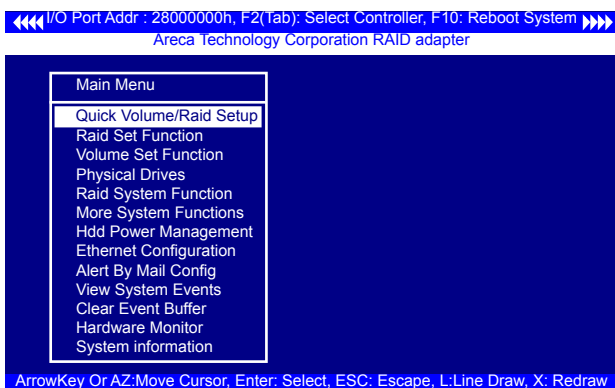 I/O Port Addr : 28000000h, F2(Tab): Select Controller, F10: Reboot System
Areca Technology Corporation RAID adapter
Main Menu
Quick Volume/Raid Setup
Raid Set Function
Volume Set Function
Physical Drives
Raid System Function
More System Functions
Hdd Power Management
Ethernet Configuration
Alert By Mail Config
View System Events
Clear Event Buffer
Hardware Monitor
System information
ArrowKey Or AZ:Move Cursor, Enter: Select, ESC: Escape, L:Line Draw, X: Redraw